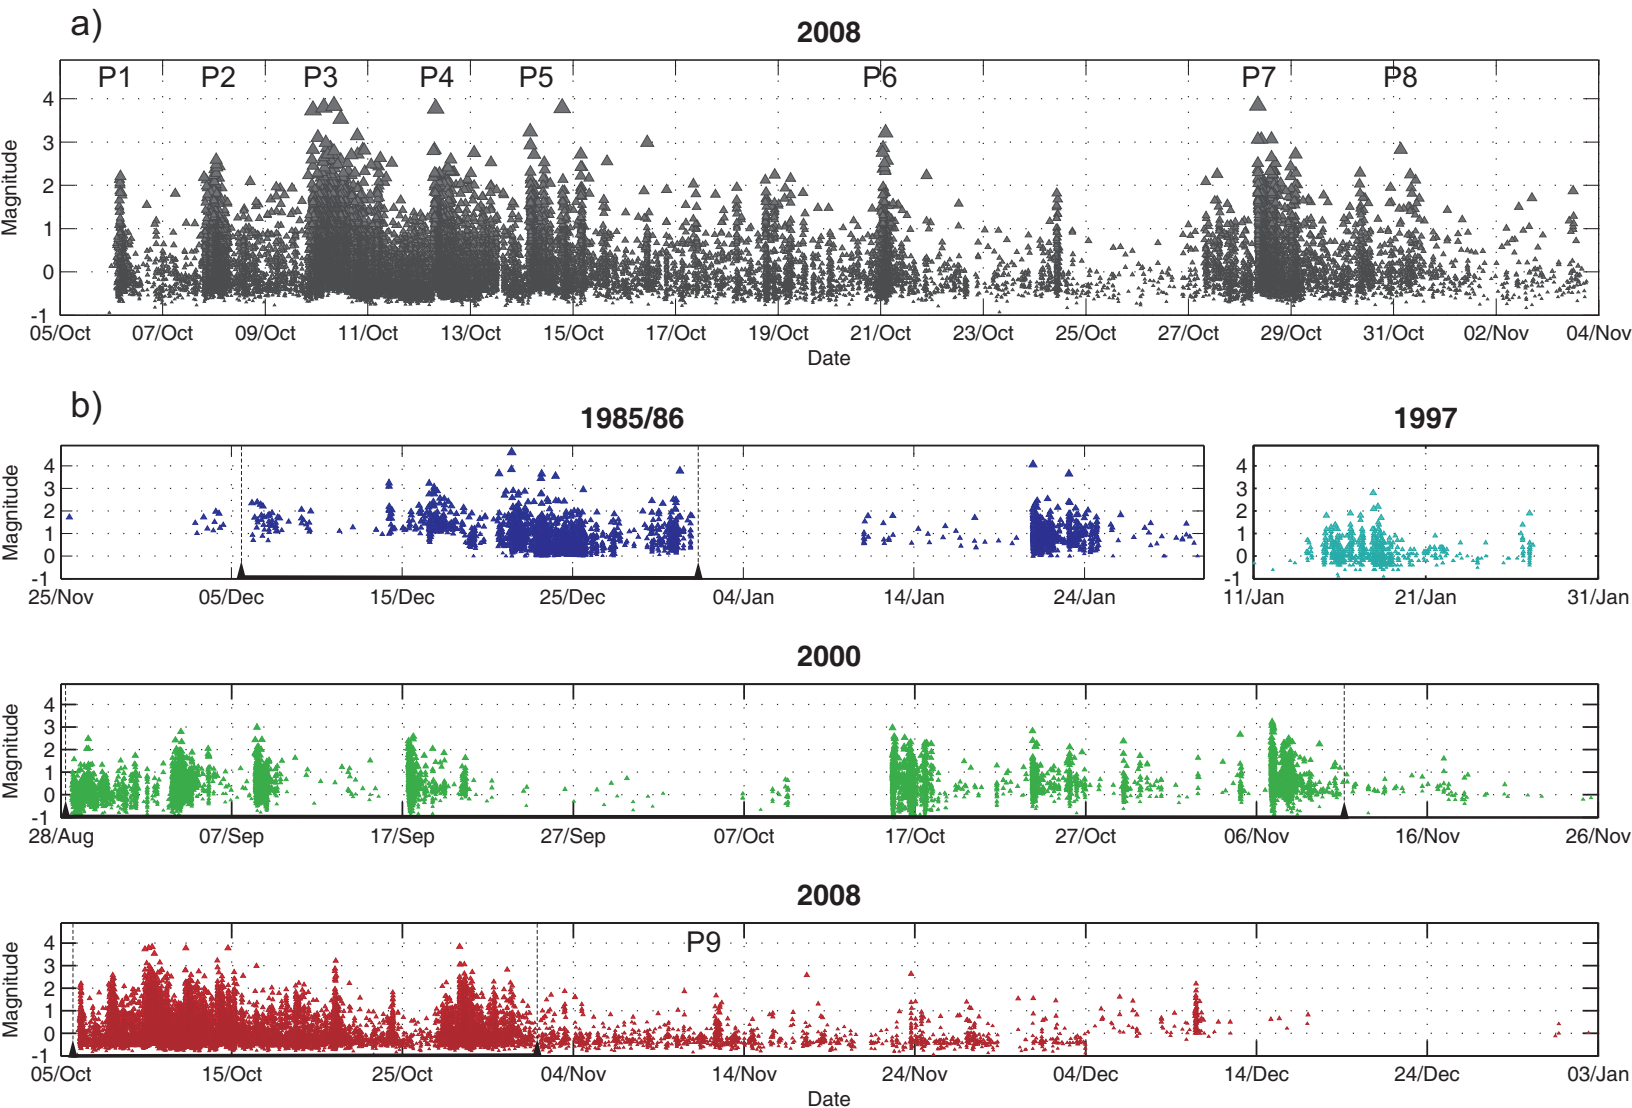 a)
2008
P1 P2 P3 P4 P5 P6 P7 P8
Magnitude
4
3
2
1
0
-1
05/Oct 07/Oct 09/Oct 11/Oct 13/Oct 15/Oct 17/Oct 19/Oct 21/Oct 23/Oct 25/Oct 27/Oct 29/Oct 31/Oct 02/Nov 04/Nov
Date
b)
1985/86
Magnitude
4
3
2
1
0
-1
25/Nov 05/Dec 15/Dec 25/Dec 04/Jan 14/Jan 24/Jan
1997
4
3
2
1
0
-1
11/Jan 21/Jan 31/Jan
2000
Magnitude
4
3
2
1
0
-1
28/Aug 07/Sep 17/Sep 27/Sep 07/Oct 17/Oct 27/Oct 06/Nov 16/Nov 26/Nov
2008
P9
Magnitude
4
3
2
1
0
-1
05/Oct 15/Oct 25/Oct 04/Nov 14/Nov 24/Nov 04/Dec 14/Dec 24/Dec 03/Jan
Date